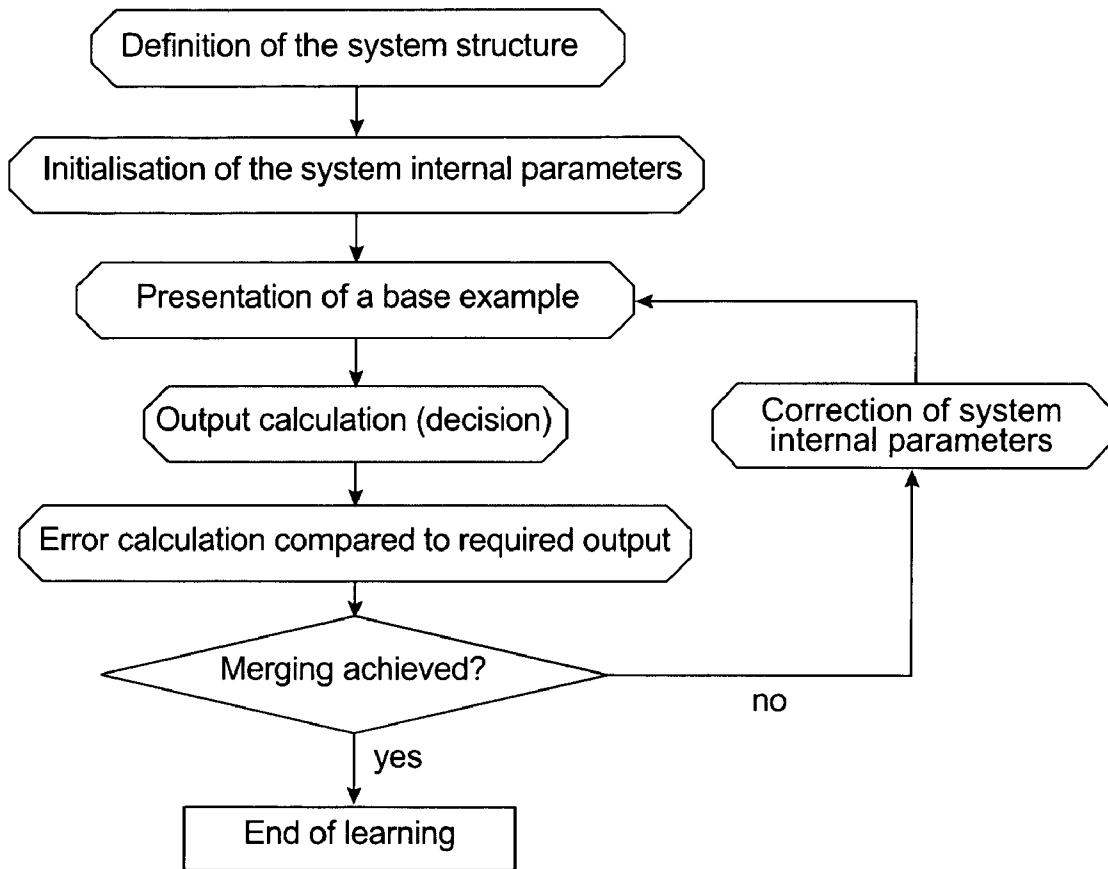 Definition of the system structure
Initialisation of the system internal parameters
Presentation of a base example
Output calculation (decision)
Correction of system
internal parameters
Error calculation compared to required output
Merging achieved?
no
yes
End of learning